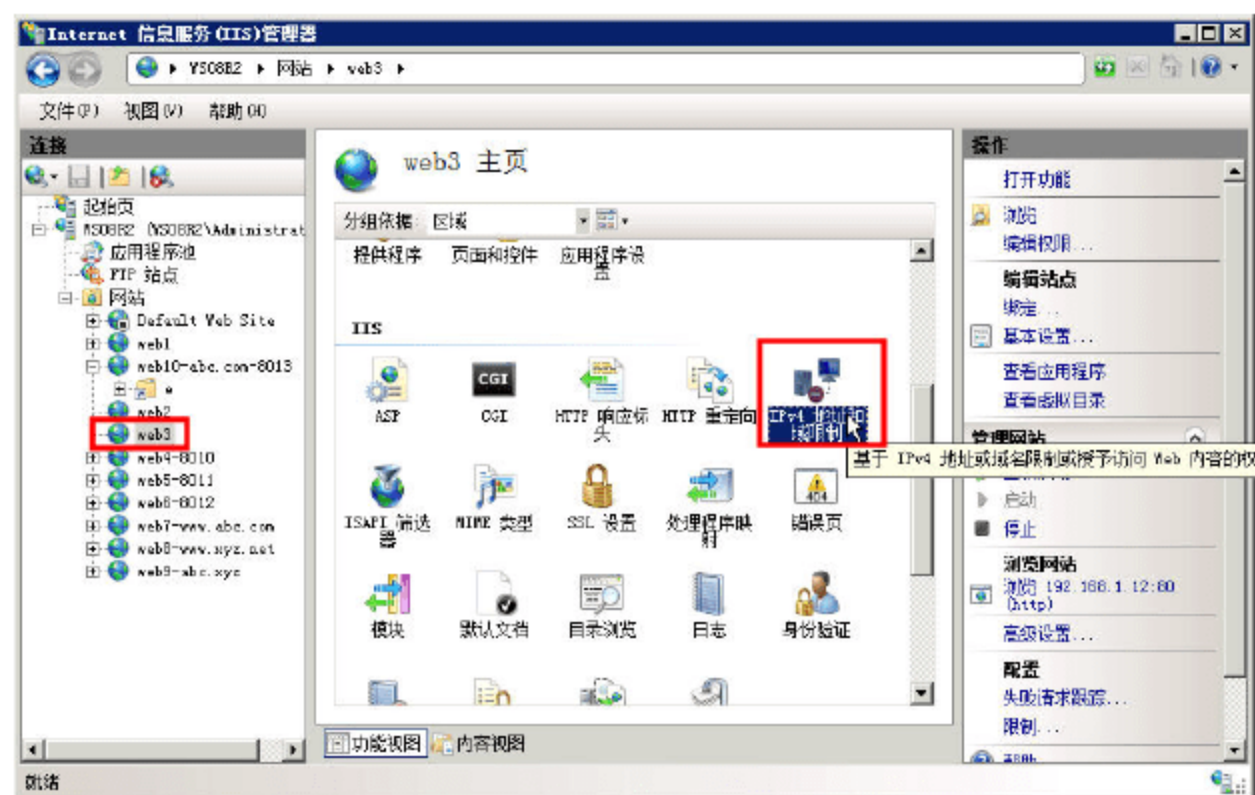 Internet 信息服务(IIS)管理器
YS08R2 ▸ 网站 ▸ web3 ▸
文件(F) 视图(V) 帮助(H)
连接
起始页
YS08R2 (YS08R2\Administrat
应用程序池
FTP 站点
网站
Default Web Site
web1
web10-abc.com-8013
e
web2
web3
web4-8010
web5-8011
web6-8012
web7-www.abc.com
web8-www.xyz.net
web9-abc.xyc
web3 主页
分组依据: 区域
提供程序 页面和控件 应用程序设置
IIS
ASP CGI HTTP 响应标头 HTTP 重定向 IPv4 地址和域限制
CGI
基于 IPv4 地址或域名限制或授予访问 Web 内容的权
ISAPI 筛选器 MIME 类型 SSL 设置 处理程序映射 错误页
404
模块 默认文档 目录浏览 日志 身份验证
功能视图 内容视图
就绪
操作
打开功能
浏览
编辑权限...
编辑站点
绑定...
基本设置...
查看应用程序
查看虚拟目录
管理网站
启动
停止
浏览网站
浏览 192.168.1.12:80
(http)
高级设置...
配置
失败请求跟踪...
限制...
帮助